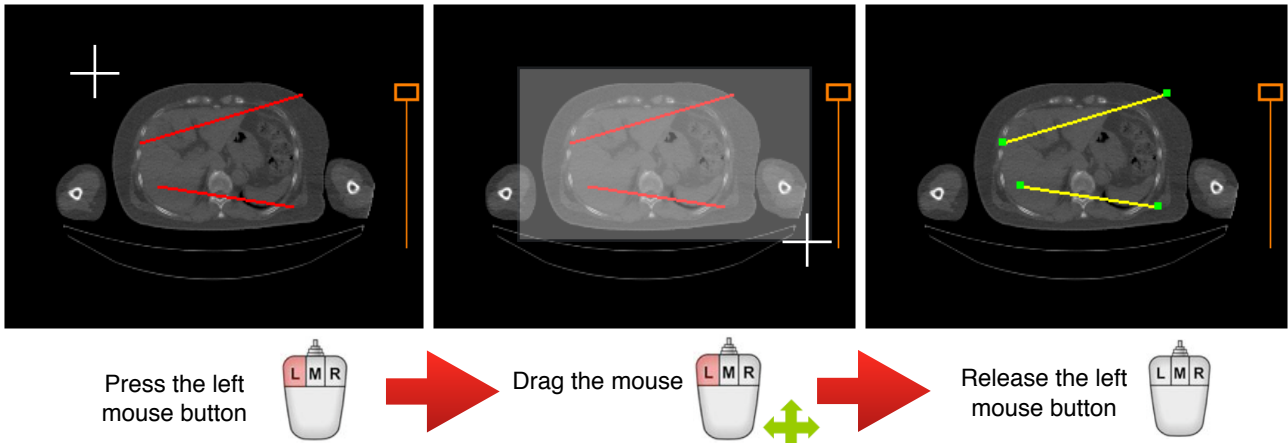 Press the left
mouse button
L M R
Drag the mouse
L M R
Release the left
mouse button
L M R